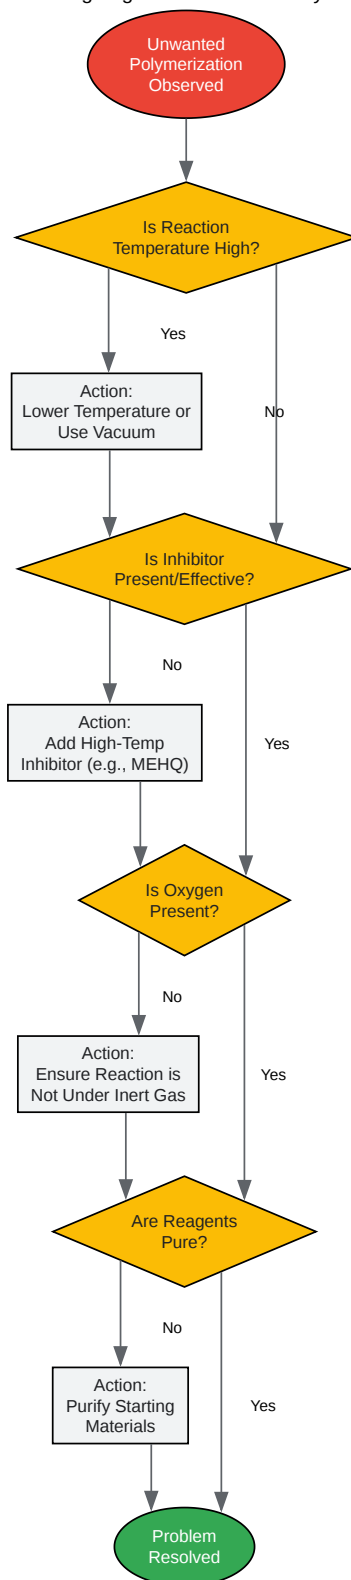 Unwanted
Polymerization
Observed
Is Reaction
Temperature High?
Yes
Action:
Lower Temperature or
Use Vacuum
No
Is Inhibitor
Present/Effective?
No
Action:
Add High-Temp
Inhibitor (e.g., MEHQ)
Yes
Is Oxygen
Present?
No
Action:
Ensure Reaction is
Not Under Inert Gas
Yes
Are Reagents
Pure?
No
Action:
Purify Starting
Materials
Yes
Problem
Resolved